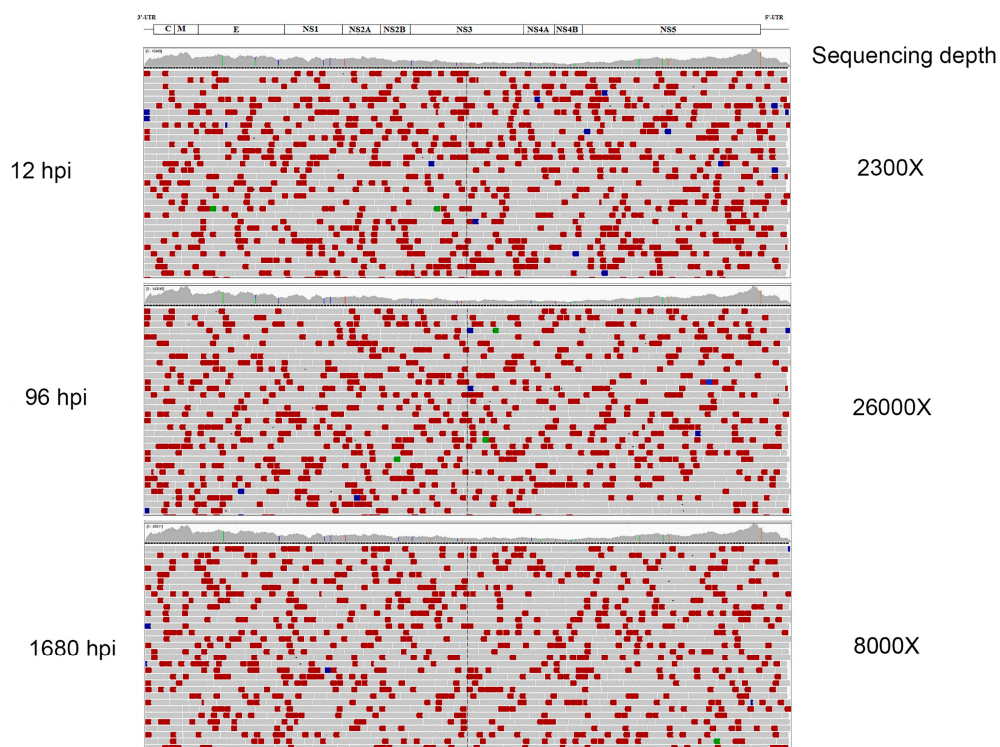 3'-UTR
5'-UTR
C M E NS1 NS2A NS2B NS3 NS4A NS4B NS5
Sequencing depth
12 hpi
2300X
96 hpi
26000X
1680 hpi
8000X